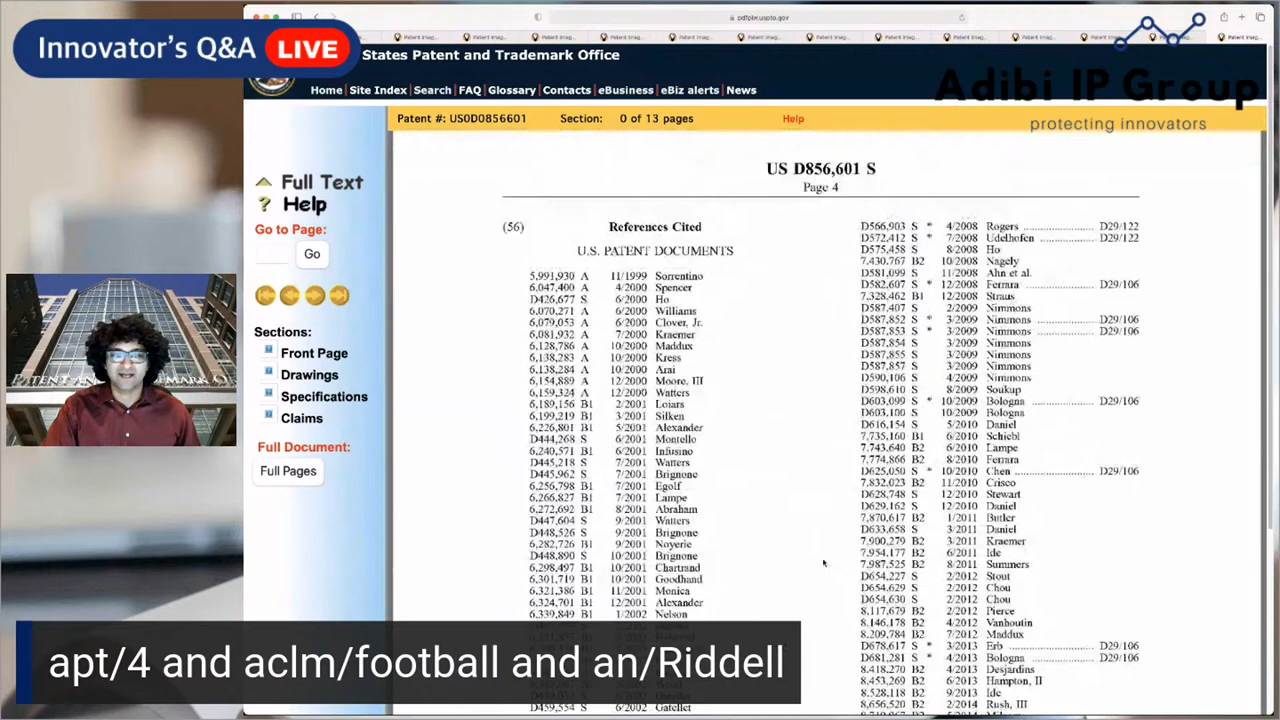 Innovator's Q&A LIVE
pdfpiw.uspto.gov
States Patent and Trademark Office
Home | Site Index | Search | FAQ | Glossary | Contacts | eBusiness | eBiz alerts | News
Adibi IP Group
protecting innovators
Patent #: US0D0856601 Section: 0 of 13 pages Help
Full Text
Help
Go to Page:
Go
Sections:
Front Page
Drawings
Specifications
Claims
Full Document:
Full Pages
US D856,601 S
Page 4
(56) References Cited
U.S. PATENT DOCUMENTS
5,991,930 A 11/1999 Sorrentino
6,047,400 A 4/2000 Spencer
D426,677 S 6/2000 Ho
6,070,271 A 6/2000 Williams
6,079,053 A 6/2000 Clover, Jr.
6,081,932 A 7/2000 Kraemer
6,128,786 A 10/2000 Maddux
6,138,283 A 10/2000 Kress
6,138,284 A 10/2000 Arai
6,154,889 A 12/2000 Moore, III
6,159,324 A 12/2000 Watters
6,189,156 B1 2/2001 Loiars
6,199,219 B1 3/2001 Silken
6,226,801 B1 5/2001 Alexander
D444,268 S 6/2001 Montello
6,240,571 B1 6/2001 Infusino
D445,218 S 7/2001 Watters
D445,962 S 7/2001 Brignone
6,256,798 B1 7/2001 Egolf
6,266,827 B1 7/2001 Lampe
6,272,692 B1 8/2001 Abraham
D447,604 S 9/2001 Watters
D448,526 S 9/2001 Brignone
6,282,726 B1 9/2001 Noyerie
D448,890 S 10/2001 Brignone
6,298,497 B1 10/2001 Chartrand
6,301,719 B1 10/2001 Goodhand
6,321,386 B1 11/2001 Monica
6,324,701 B1 12/2001 Alexander
6,339,849 B1 1/2002 Nelson
D459,554 S 6/2002 Gatellet
D566,903 S * 4/2008 Rogers D29/122
D572,412 S * 7/2008 Udelhofen D29/122
D575,458 S 8/2008 Ho
7,430,767 B2 10/2008 Nagely
D581,099 S 11/2008 Ahn et al.
D582,607 S * 12/2008 Ferrara D29/106
7,328,462 B1 12/2008 Straus
D587,407 S 2/2009 Nimmons
D587,852 S * 3/2009 Nimmons D29/106
D587,853 S * 3/2009 Nimmons D29/106
D587,854 S 3/2009 Nimmons
D587,855 S 3/2009 Nimmons
D587,857 S 3/2009 Nimmons
D590,106 S 4/2009 Nimmons
D598,610 S 8/2009 Soukup
D603,099 S * 10/2009 Bologna D29/106
D603,100 S 10/2009 Bologna
D616,154 S 5/2010 Daniel
7,735,160 B1 6/2010 Schiebl
7,743,640 B2 6/2010 Lampe
7,774,866 B2 8/2010 Ferrara
D625,050 S * 10/2010 Chen D29/106
7,832,023 B2 11/2010 Crisco
D628,748 S 12/2010 Stewart
D629,162 S 12/2010 Daniel
7,870,617 B2 1/2011 Butler
D633,658 S 3/2011 Daniel
7,900,279 B2 3/2011 Kraemer
7,954,177 B2 6/2011 Ide
7,987,525 B2 8/2011 Summers
D654,227 S 2/2012 Stout
D654,629 S 2/2012 Chou
D654,630 S 2/2012 Chou
8,117,679 B2 2/2012 Pierce
8,146,178 B2 4/2012 Vanhoutin
8,209,784 B2 7/2012 Maddux
D678,617 S * 3/2013 Erb D29/106
D681,281 S * 4/2013 Bologna D29/106
8,418,270 B2 4/2013 Desjardins
8,453,269 B2 6/2013 Hampton, II
8,528,118 B2 9/2013 Ide
8,656,520 B2 2/2014 Rush, III
apt/4 and aclm/football and an/Riddell